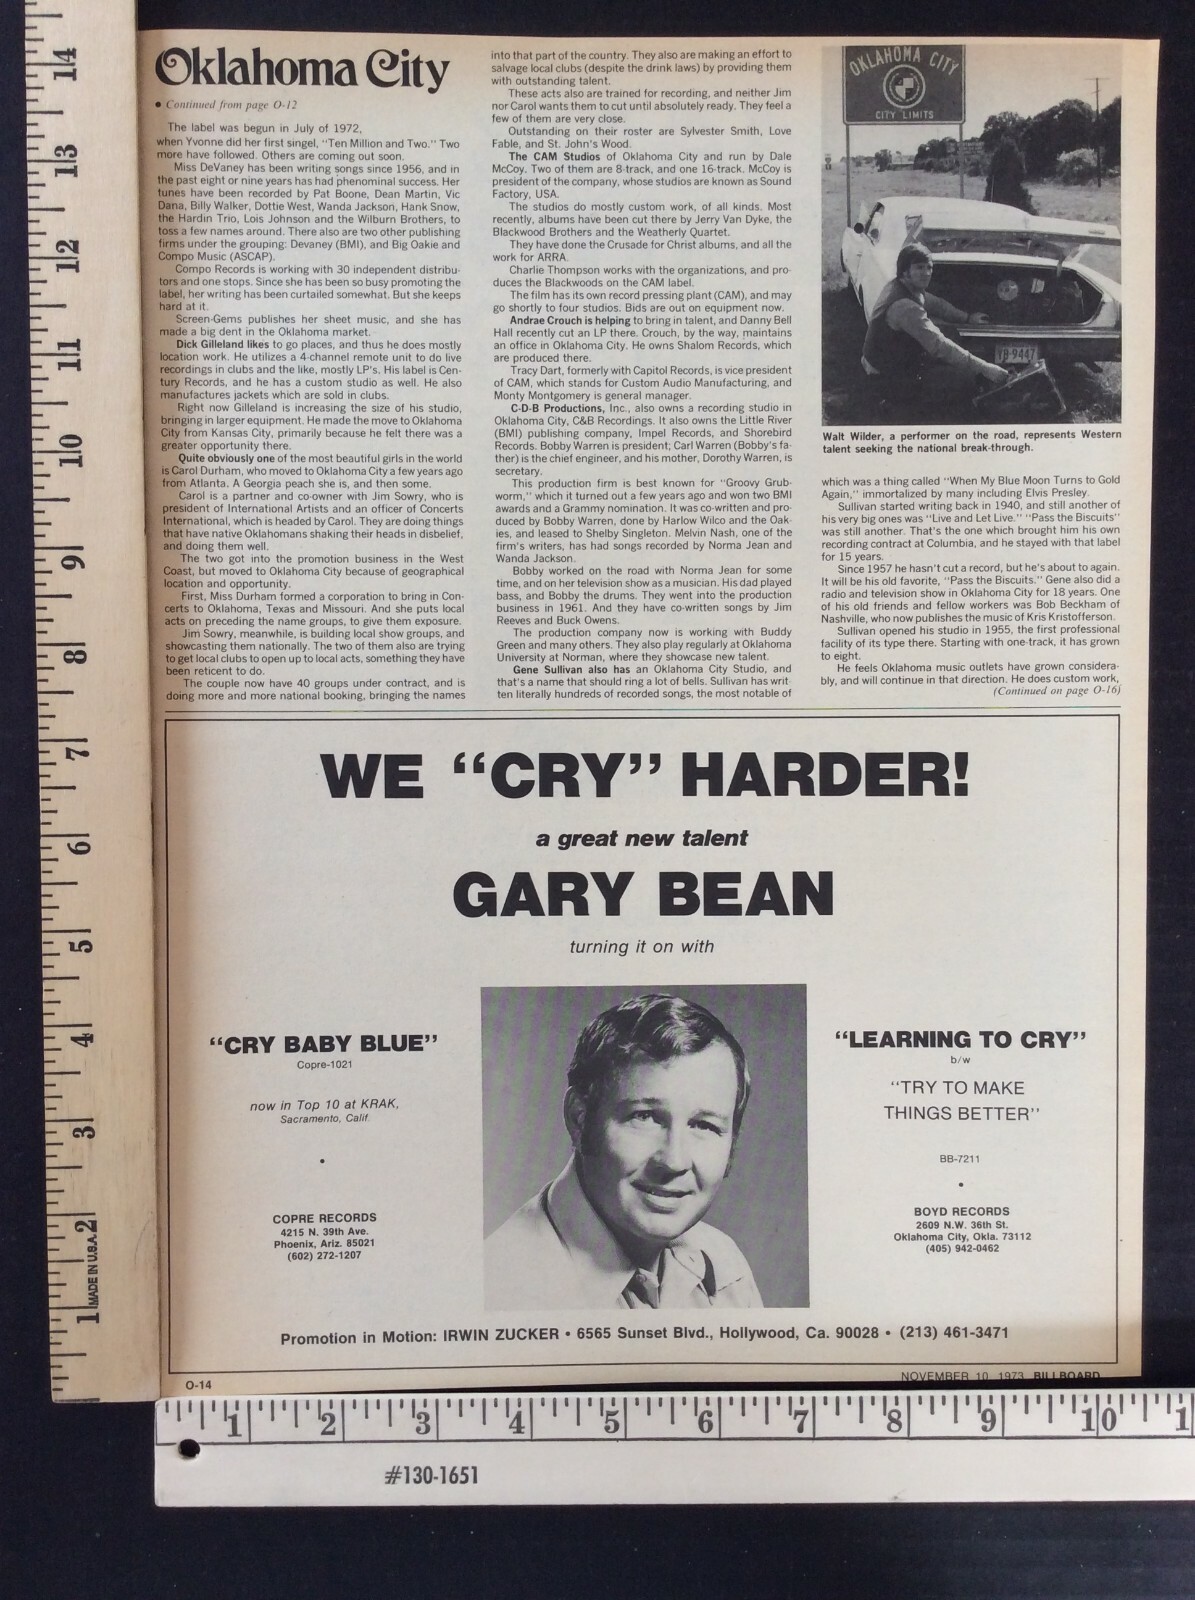 Oklahoma City
• Continued from page O-12
The label was begun in July of 1972,
when Yvonne did her first singel, "Ten Million and Two." Two
more have followed. Others are coming out soon.
Miss DeVaney has been writing songs since 1956, and in
the past eight or nine years has had phenominal success. Her
tunes have been recorded by Pat Boone, Dean Martin, Vic
Dana, Billy Walker, Dottie West, Wanda Jackson, Hank Snow,
the Hardin Trio, Lois Johnson and the Wilburn Brothers, to
toss a few names around. There also are two other publishing
firms under the grouping: Devaney (BMI), and Big Oakie and
Compo Music (ASCAP).
Compo Records is working with 30 independent distribu-
tors and one stops. Since she has been so busy promoting the
label, her writing has been curtailed somewhat. But she keeps
hard at it.
Screen-Gems publishes her sheet music, and she has
made a big dent in the Oklahoma market.
Dick Gilleland likes to go places, and thus he does mostly
location work. He utilizes a 4-channel remote unit to do live
recordings in clubs and the like, mostly LP's. His label is Cen-
tury Records, and he has a custom studio as well. He also
manufactures jackets which are sold in clubs.
Right now Gilleland is increasing the size of his studio,
bringing in larger equipment. He made the move to Oklahoma
City from Kansas City, primarily because he felt there was a
greater opportunity there.
Quite obviously one of the most beautiful girls in the world
is Carol Durham, who moved to Oklahoma City a few years ago
from Atlanta. A Georgia peach she is, and then some.
Carol is a partner and co-owner with Jim Sowry, who is
president of International Artists and an officer of Concerts
International, which is headed by Carol. They are doing things
that have native Oklahomans shaking their heads in disbelief,
and doing them well.
The two got into the promotion business in the West
Coast, but moved to Oklahoma City because of geographical
location and opportunity.
First, Miss Durham formed a corporation to bring in Con-
certs to Oklahoma, Texas and Missouri. And she puts local
acts on preceding the name groups, to give them exposure.
Jim Sowry, meanwhile, is building local show groups, and
showcasting them nationally. The two of them also are trying
to get local clubs to open up to local acts, something they have
been reticent to do.
The couple now have 40 groups under contract, and is
doing more and more national booking, bringing the names
into that part of the country. They also are making an effort to
salvage local clubs (despite the drink laws) by providing them
with outstanding talent.
These acts also are trained for recording, and neither Jim
nor Carol wants them to cut until absolutely ready. They feel a
few of them are very close.
Outstanding on their roster are Sylvester Smith, Love
Fable, and St. John's Wood.
The CAM Studios of Oklahoma City and run by Dale
McCoy. Two of them are 8-track, and one 16-track. McCoy is
president of the company, whose studios are known as Sound
Factory, USA.
The studios do mostly custom work, of all kinds. Most
recently, albums have been cut there by Jerry Van Dyke, the
Blackwood Brothers and the Weatherly Quartet.
They have done the Crusade for Christ albums, and all the
work for ARRA.
Charlie Thompson works with the organizations, and pro-
duces the Blackwoods on the CAM label.
The film has its own record pressing plant (CAM), and may
go shortly to four studios. Bids are out on equipment now.
Andrae Crouch is helping to bring in talent, and Danny Bell
Hall recently cut an LP there. Crouch, by the way, maintains
an office in Oklahoma City. He owns Shalom Records, which
are produced there.
Tracy Dart, formerly with Capitol Records, is vice president
of CAM, which stands for Custom Audio Manufacturing, and
Monty Montgomery is general manager.
C-D-B Productions, Inc., also owns a recording studio in
Oklahoma City, C&B Recordings. It also owns the Little River
(BMI) publishing company, Impel Records, and Shorebird
Records. Bobby Warren is president; Carl Warren (Bobby's fa-
ther) is the chief engineer, and his mother, Dorothy Warren, is
secretary.
This production firm is best known for "Groovy Grub-
worm," which it turned out a few years ago and won two BMI
awards and a Grammy nomination. It was co-written and pro-
duced by Bobby Warren, done by Harlow Wilco and the Oak-
ies, and leased to Shelby Singleton. Melvin Nash, one of the
firm's writers, has had songs recorded by Norma Jean and
Wanda Jackson.
Bobby worked on the road with Norma Jean for some
time, and on her television show as a musician. His dad played
bass, and Bobby the drums. They went into the production
business in 1961. And they have co-written songs by Jim
Reeves and Buck Owens.
The production company now is working with Buddy
Green and many others. They also play regularly at Oklahoma
University at Norman, where they showcase new talent.
Gene Sullivan also has an Oklahoma City Studio, and
that's a name that should ring a lot of bells. Sullivan has writ-
ten literally hundreds of recorded songs, the most notable of
OKLAHOMA CITY
CITY LIMITS
YB-9447
Walt Wilder, a performer on the road, represents Western
talent seeking the national break-through.
which was a thing called "When My Blue Moon Turns to Gold
Again," immortalized by many including Elvis Presley.
Sullivan started writing back in 1940, and still another of
his very big ones was "Live and Let Live." "Pass the Biscuits"
was still another. That's the one which brought him his own
recording contract at Columbia, and he stayed with that label
for 15 years.
Since 1957 he hasn't cut a record, but he's about to again.
It will be his old favorite, "Pass the Biscuits." Gene also did a
radio and television show in Oklahoma City for 18 years. One
of his old friends and fellow workers was Bob Beckham of
Nashville, who now publishes the music of Kris Kristofferson.
Sullivan opened his studio in 1955, the first professional
facility of its type there. Starting with one-track, it has grown
to eight.
He feels Oklahoma music outlets have grown considera-
bly, and will continue in that direction. He does custom work,
(Continued on page O-16)
WE "CRY" HARDER!
a great new talent
GARY BEAN
turning it on with
"CRY BABY BLUE"
Copre-1021
now in Top 10 at KRAK,
Sacramento, Calif.
•
COPRE RECORDS
4215 N. 39th Ave.
Phoenix, Ariz. 85021
(602) 272-1207
"LEARNING TO CRY"
b/w
"TRY TO MAKE
THINGS BETTER"
BB-7211
•
BOYD RECORDS
2609 N.W. 36th St.
Oklahoma City, Okla. 73112
(405) 942-0462
Promotion in Motion: IRWIN ZUCKER • 6565 Sunset Blvd., Hollywood, Ca. 90028 • (213) 461-3471
O-14
NOVEMBER 10, 1973, BILLBOARD
14
13
12
11
10
9
8
7
6
5
4
3
2
1
MADE IN U.S.A.
1 2 3 4 5 6 7 8 9 10 1
#130-1651